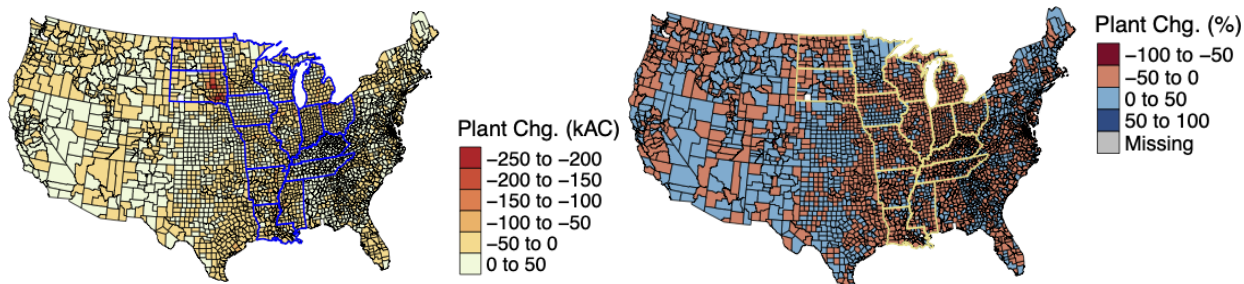 Plant Chg. (kAC)
−250 to −200
−200 to −150
−150 to −100
−100 to −50
−50 to 0
0 to 50
Plant Chg. (%)
−100 to −50
−50 to 0
0 to 50
50 to 100
Missing